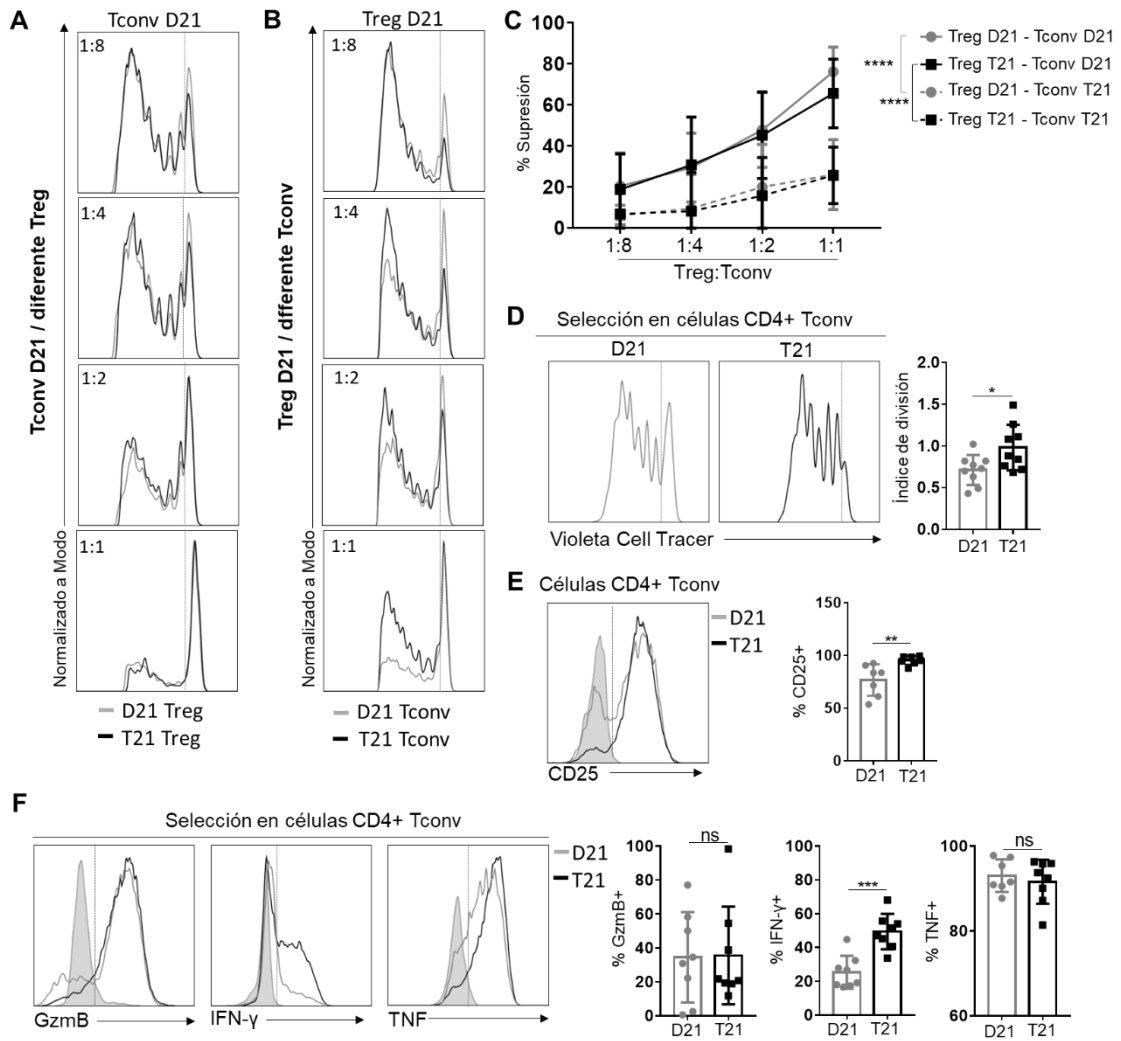 A
Tconv D21
1:8
1:4
1:2
1:1
Tconv D21 / diferente Treg
Normalizado a Modo
D21 Treg
T21 Treg
B
Treg D21
1:8
1:4
1:2
1:1
Treg D21 / dfferente Tconv
Normalizado a Modo
D21 Tconv
T21 Tconv
C
% Supresión
100
80
60
40
20
0
1:8 1:4 1:2 1:1
Treg:Tconv
Treg D21 - Tconv D21
Treg T21 - Tconv D21
Treg D21 - Tconv T21
Treg T21 - Tconv T21
****
****
D
Selección en células CD4+ Tconv
D21 T21
Violeta Cell Tracer
Índice de división
2.0
1.5
1.0
0.5
0.0
*
D21 T21
E
Células CD4+ Tconv
D21
T21
CD25
% CD25+
150
100
50
0
**
D21 T21
F
Selección en células CD4+ Tconv
D21
T21
GzmB IFN-γ TNF
% GzmB+
100
80
60
40
20
0
ns
D21 T21
% IFN-γ+
100
80
60
40
20
0
***
D21 T21
% TNF+
100
80
60
ns
D21 T21